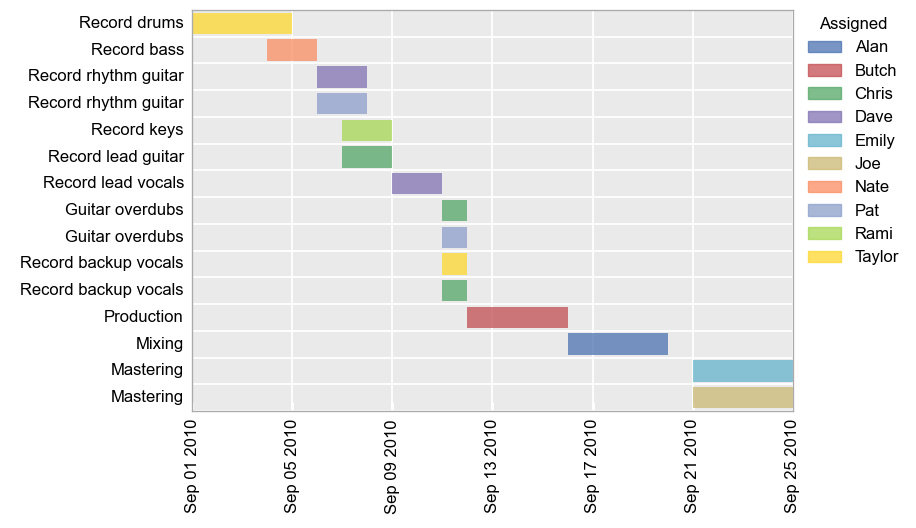 Record drums
Record bass
Record rhythm guitar
Record rhythm guitar
Record keys
Record lead guitar
Record lead vocals
Guitar overdubs
Guitar overdubs
Record backup vocals
Record backup vocals
Production
Mixing
Mastering
Mastering
Sep 01 2010
Sep 05 2010
Sep 09 2010
Sep 13 2010
Sep 17 2010
Sep 21 2010
Sep 25 2010
Assigned
Alan
Butch
Chris
Dave
Emily
Joe
Nate
Pat
Rami
Taylor